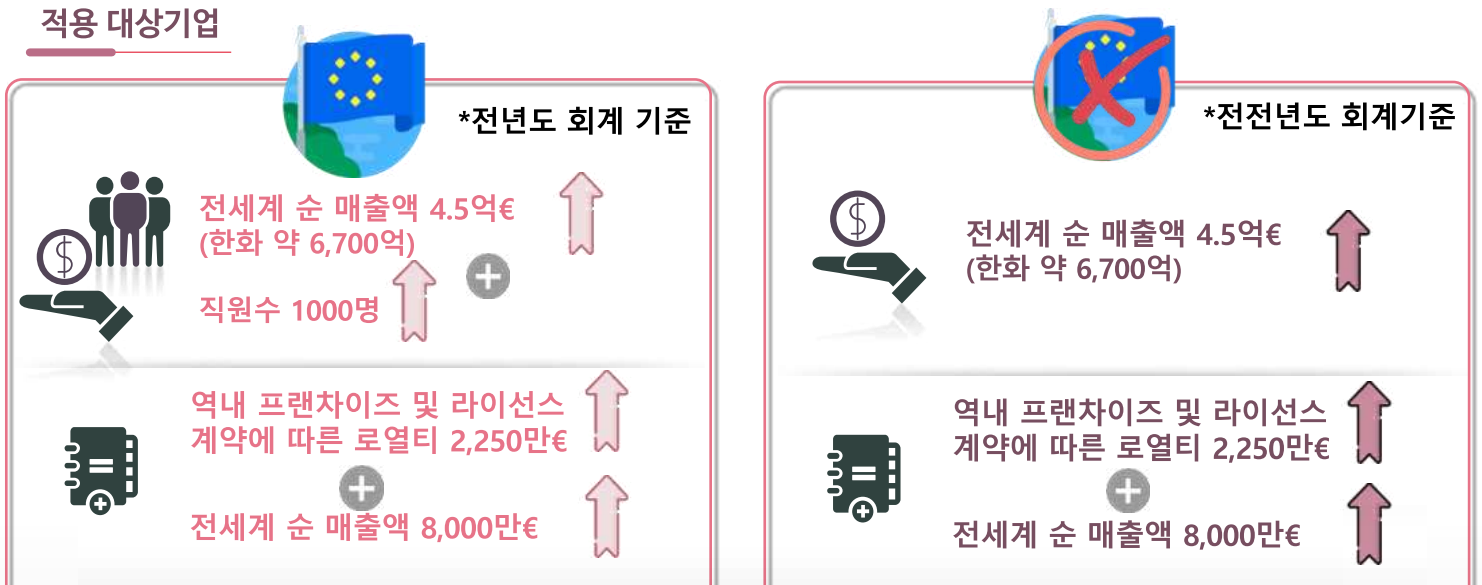 적용 대상기업
*전년도 회계 기준
전세계 순 매출액 4.5억€
(한화 약 6,700억)
직원수 1000명
역내 프랜차이즈 및 라이선스
계약에 따른 로열티 2,250만€
전세계 순 매출액 8,000만€
*전전년도 회계기준
전세계 순 매출액 4.5억€
(한화 약 6,700억)
역내 프랜차이즈 및 라이선스
계약에 따른 로열티 2,250만€
전세계 순 매출액 8,000만€